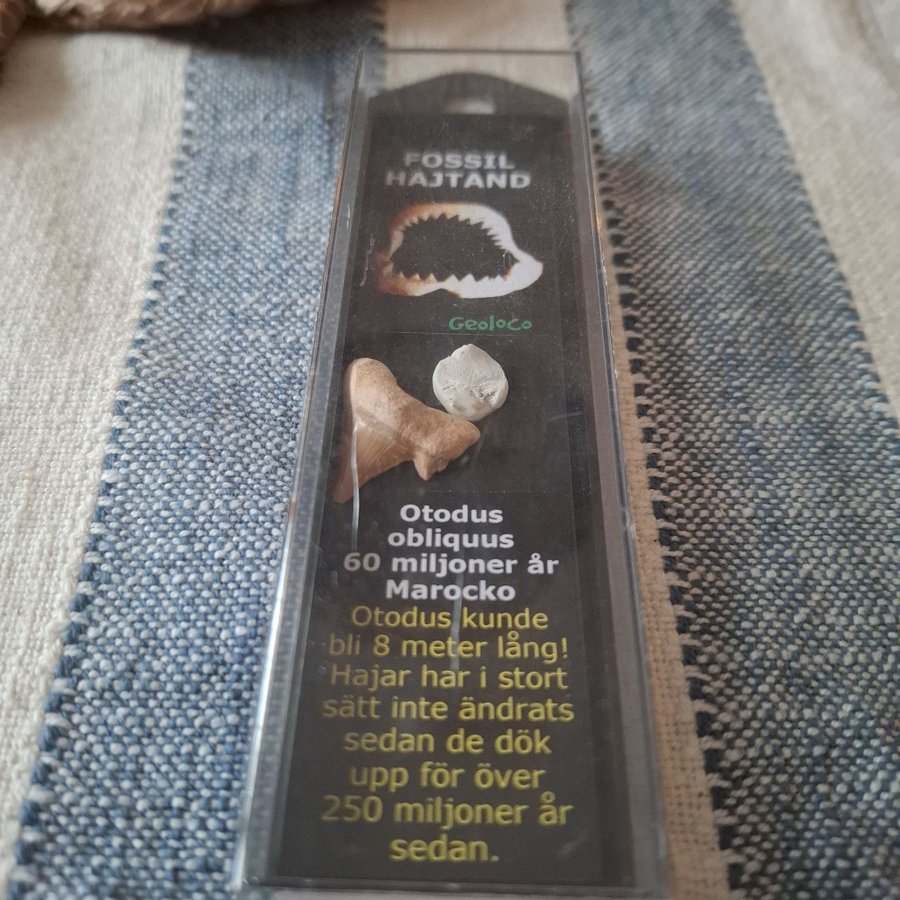 FOSSIL
HAJTAND
Geoloco
Otodus
obliquus
60 miljoner år
Marocko
Otodus kunde
bli 8 meter lång!
Hajar har i stort
sätt inte ändrats
sedan de dök
upp för över
250 miljoner år
sedan.